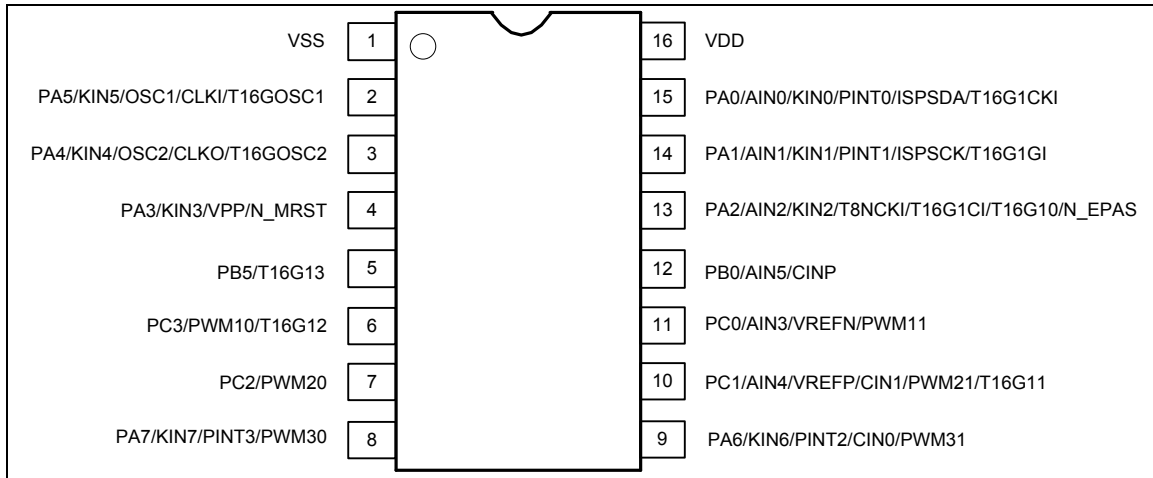 VSS 1 16 VDD
PA5/KIN5/OSC1/CLKI/T16GOSC1 2 15 PA0/AIN0/KIN0/PINT0/ISPSDA/T16G1CKI
PA4/KIN4/OSC2/CLKO/T16GOSC2 3 14 PA1/AIN1/KIN1/PINT1/ISPSCK/T16G1GI
PA3/KIN3/VPP/N_MRST 4 13 PA2/AIN2/KIN2/T8NCKI/T16G1CI/T16G10/N_EPAS
PB5/T16G13 5 12 PB0/AIN5/CINP
PC3/PWM10/T16G12 6 11 PC0/AIN3/VREFN/PWM11
PC2/PWM20 7 10 PC1/AIN4/VREFP/CIN1/PWM21/T16G11
PA7/KIN7/PINT3/PWM30 8 9 PA6/KIN6/PINT2/CIN0/PWM31